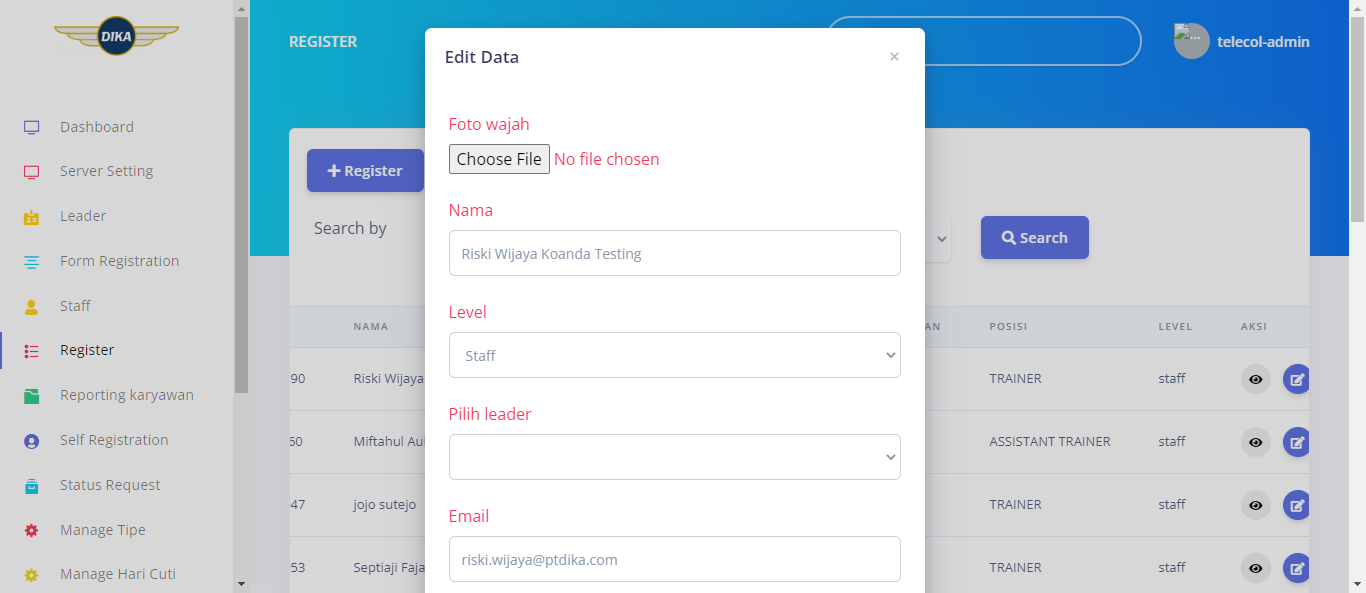 DIKA
Dashboard
Server Setting
Leader
Form Registration
Staff
Register
Reporting karyawan
Self Registration
Status Request
Manage Tipe
Manage Hari Cuti
REGISTER
...
telecol-admin
Register
Search by
Search
NAMA
AN
POSISI
LEVEL
AKSI
90
Riski Wijaya
TRAINER
staff
60
Miftahul Au
ASSISTANT TRAINER
staff
47
jojo sutejo
TRAINER
staff
53
Septiaji Faja
TRAINER
staff
Edit Data
×
Foto wajah
Choose File No file chosen
Nama
Riski Wijaya Koanda Testing
Level
Staff
Pilih leader
Email
riski.wijaya@ptdika.com